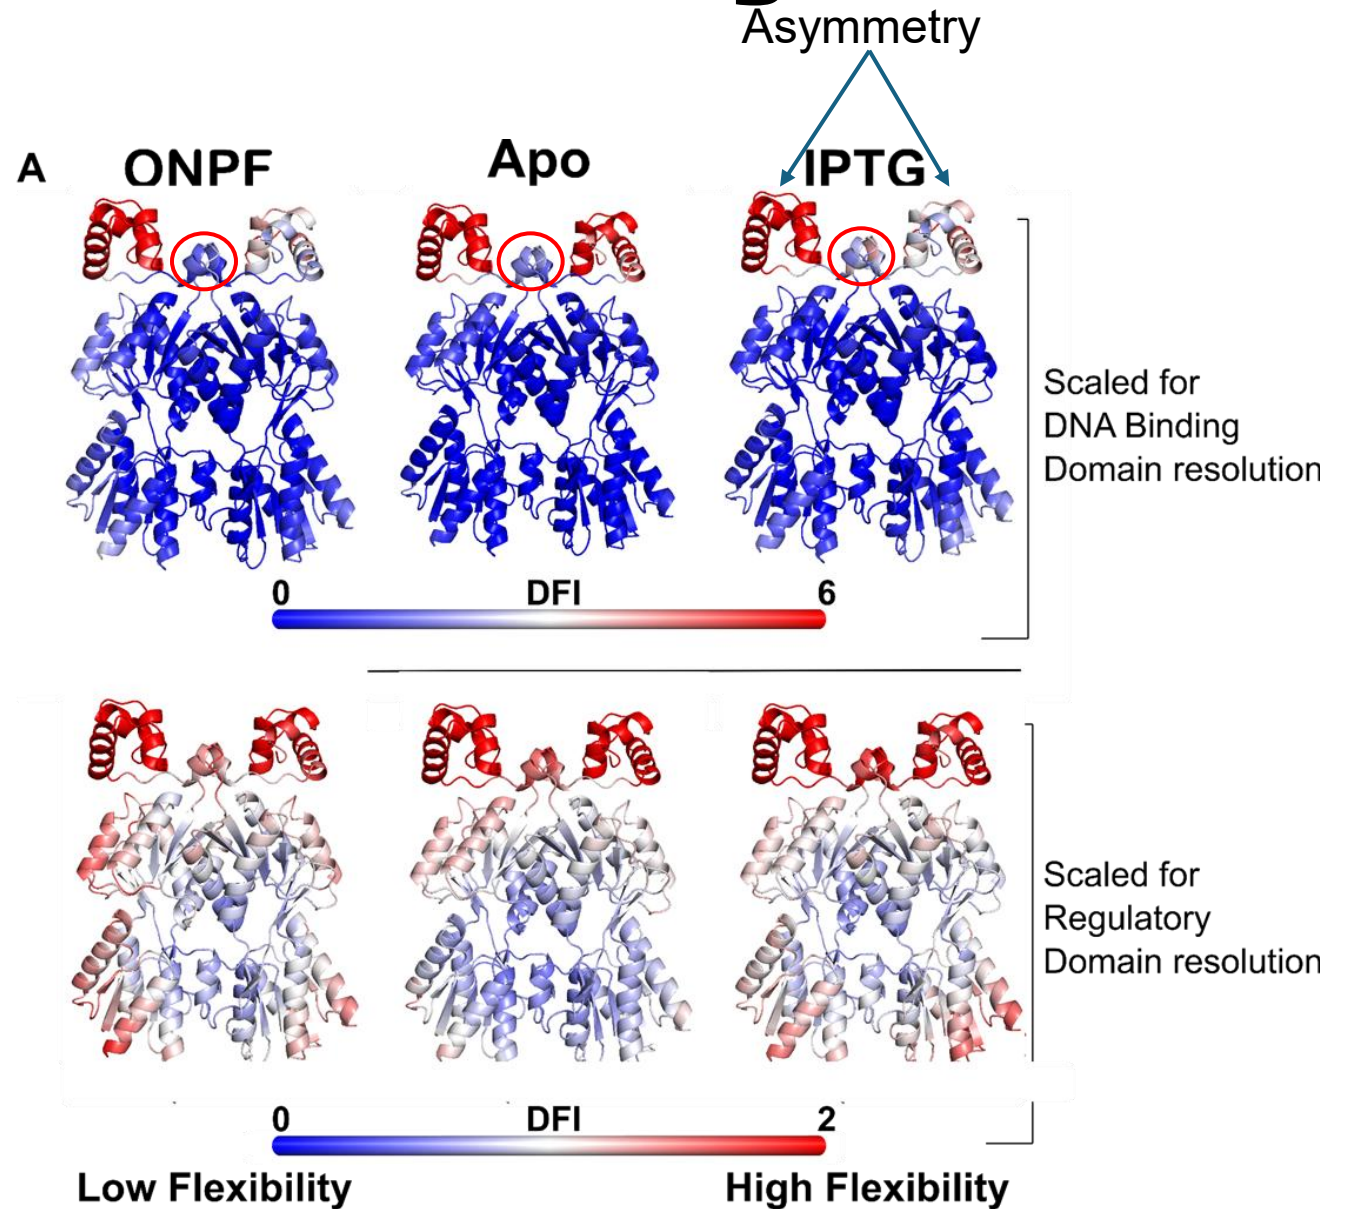 Asymmetry
A
ONPF
Apo
IPTG
Scaled for
DNA Binding
Domain resolution
0
DFI
6
Scaled for
Regulatory
Domain resolution
0
DFI
2
Low Flexibility
High Flexibility